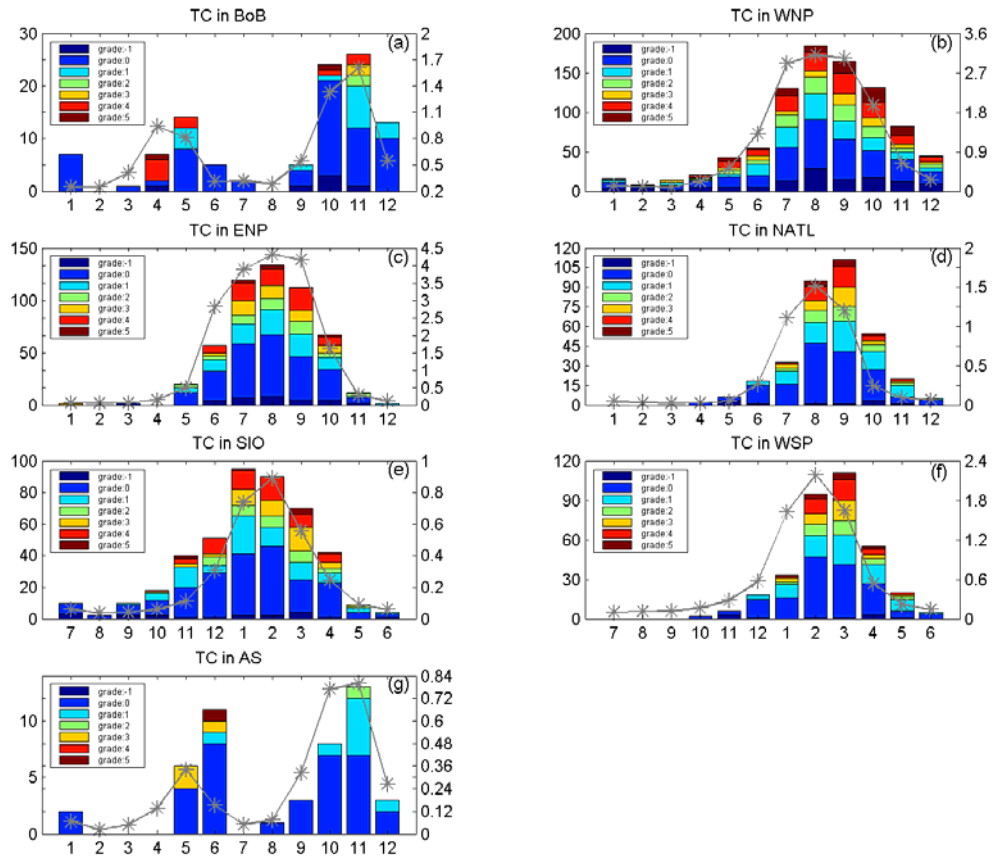 TC in BoB
(a)
grade:-1
grade:0
grade:1
grade:2
grade:3
grade:4
grade:5
30
20
10
0
2
1.7
1.4
1.1
0.8
0.5
0.2
1 2 3 4 5 6 7 8 9 10 11 12
TC in WNP
(b)
grade:-1
grade:0
grade:1
grade:2
grade:3
grade:4
grade:5
200
150
100
50
0
3.6
2.7
1.8
0.9
0
1 2 3 4 5 6 7 8 9 10 11 12
TC in ENP
(c)
grade:-1
grade:0
grade:1
grade:2
grade:3
grade:4
grade:5
150
100
50
0
4.5
4
3.5
3
2.5
2
1.5
1
0.5
0
1 2 3 4 5 6 7 8 9 10 11 12
TC in NATL
(d)
grade:-1
grade:0
grade:1
grade:2
grade:3
grade:4
grade:5
120
105
90
75
60
45
30
15
0
2
1.5
1
0.5
0
1 2 3 4 5 6 7 8 9 10 11 12
TC in SIO
(e)
grade:-1
grade:0
grade:1
grade:2
grade:3
grade:4
grade:5
100
80
60
40
20
0
1
0.8
0.6
0.4
0.2
0
7 8 9 10 11 12 1 2 3 4 5 6
TC in WSP
(f)
grade:-1
grade:0
grade:1
grade:2
grade:3
grade:4
grade:5
120
90
60
30
0
2.4
1.8
1.2
0.6
0
7 8 9 10 11 12 1 2 3 4 5 6
TC in AS
(g)
grade:-1
grade:0
grade:1
grade:2
grade:3
grade:4
grade:5
10
5
0
0.84
0.72
0.6
0.48
0.36
0.24
0.12
0
1 2 3 4 5 6 7 8 9 10 11 12